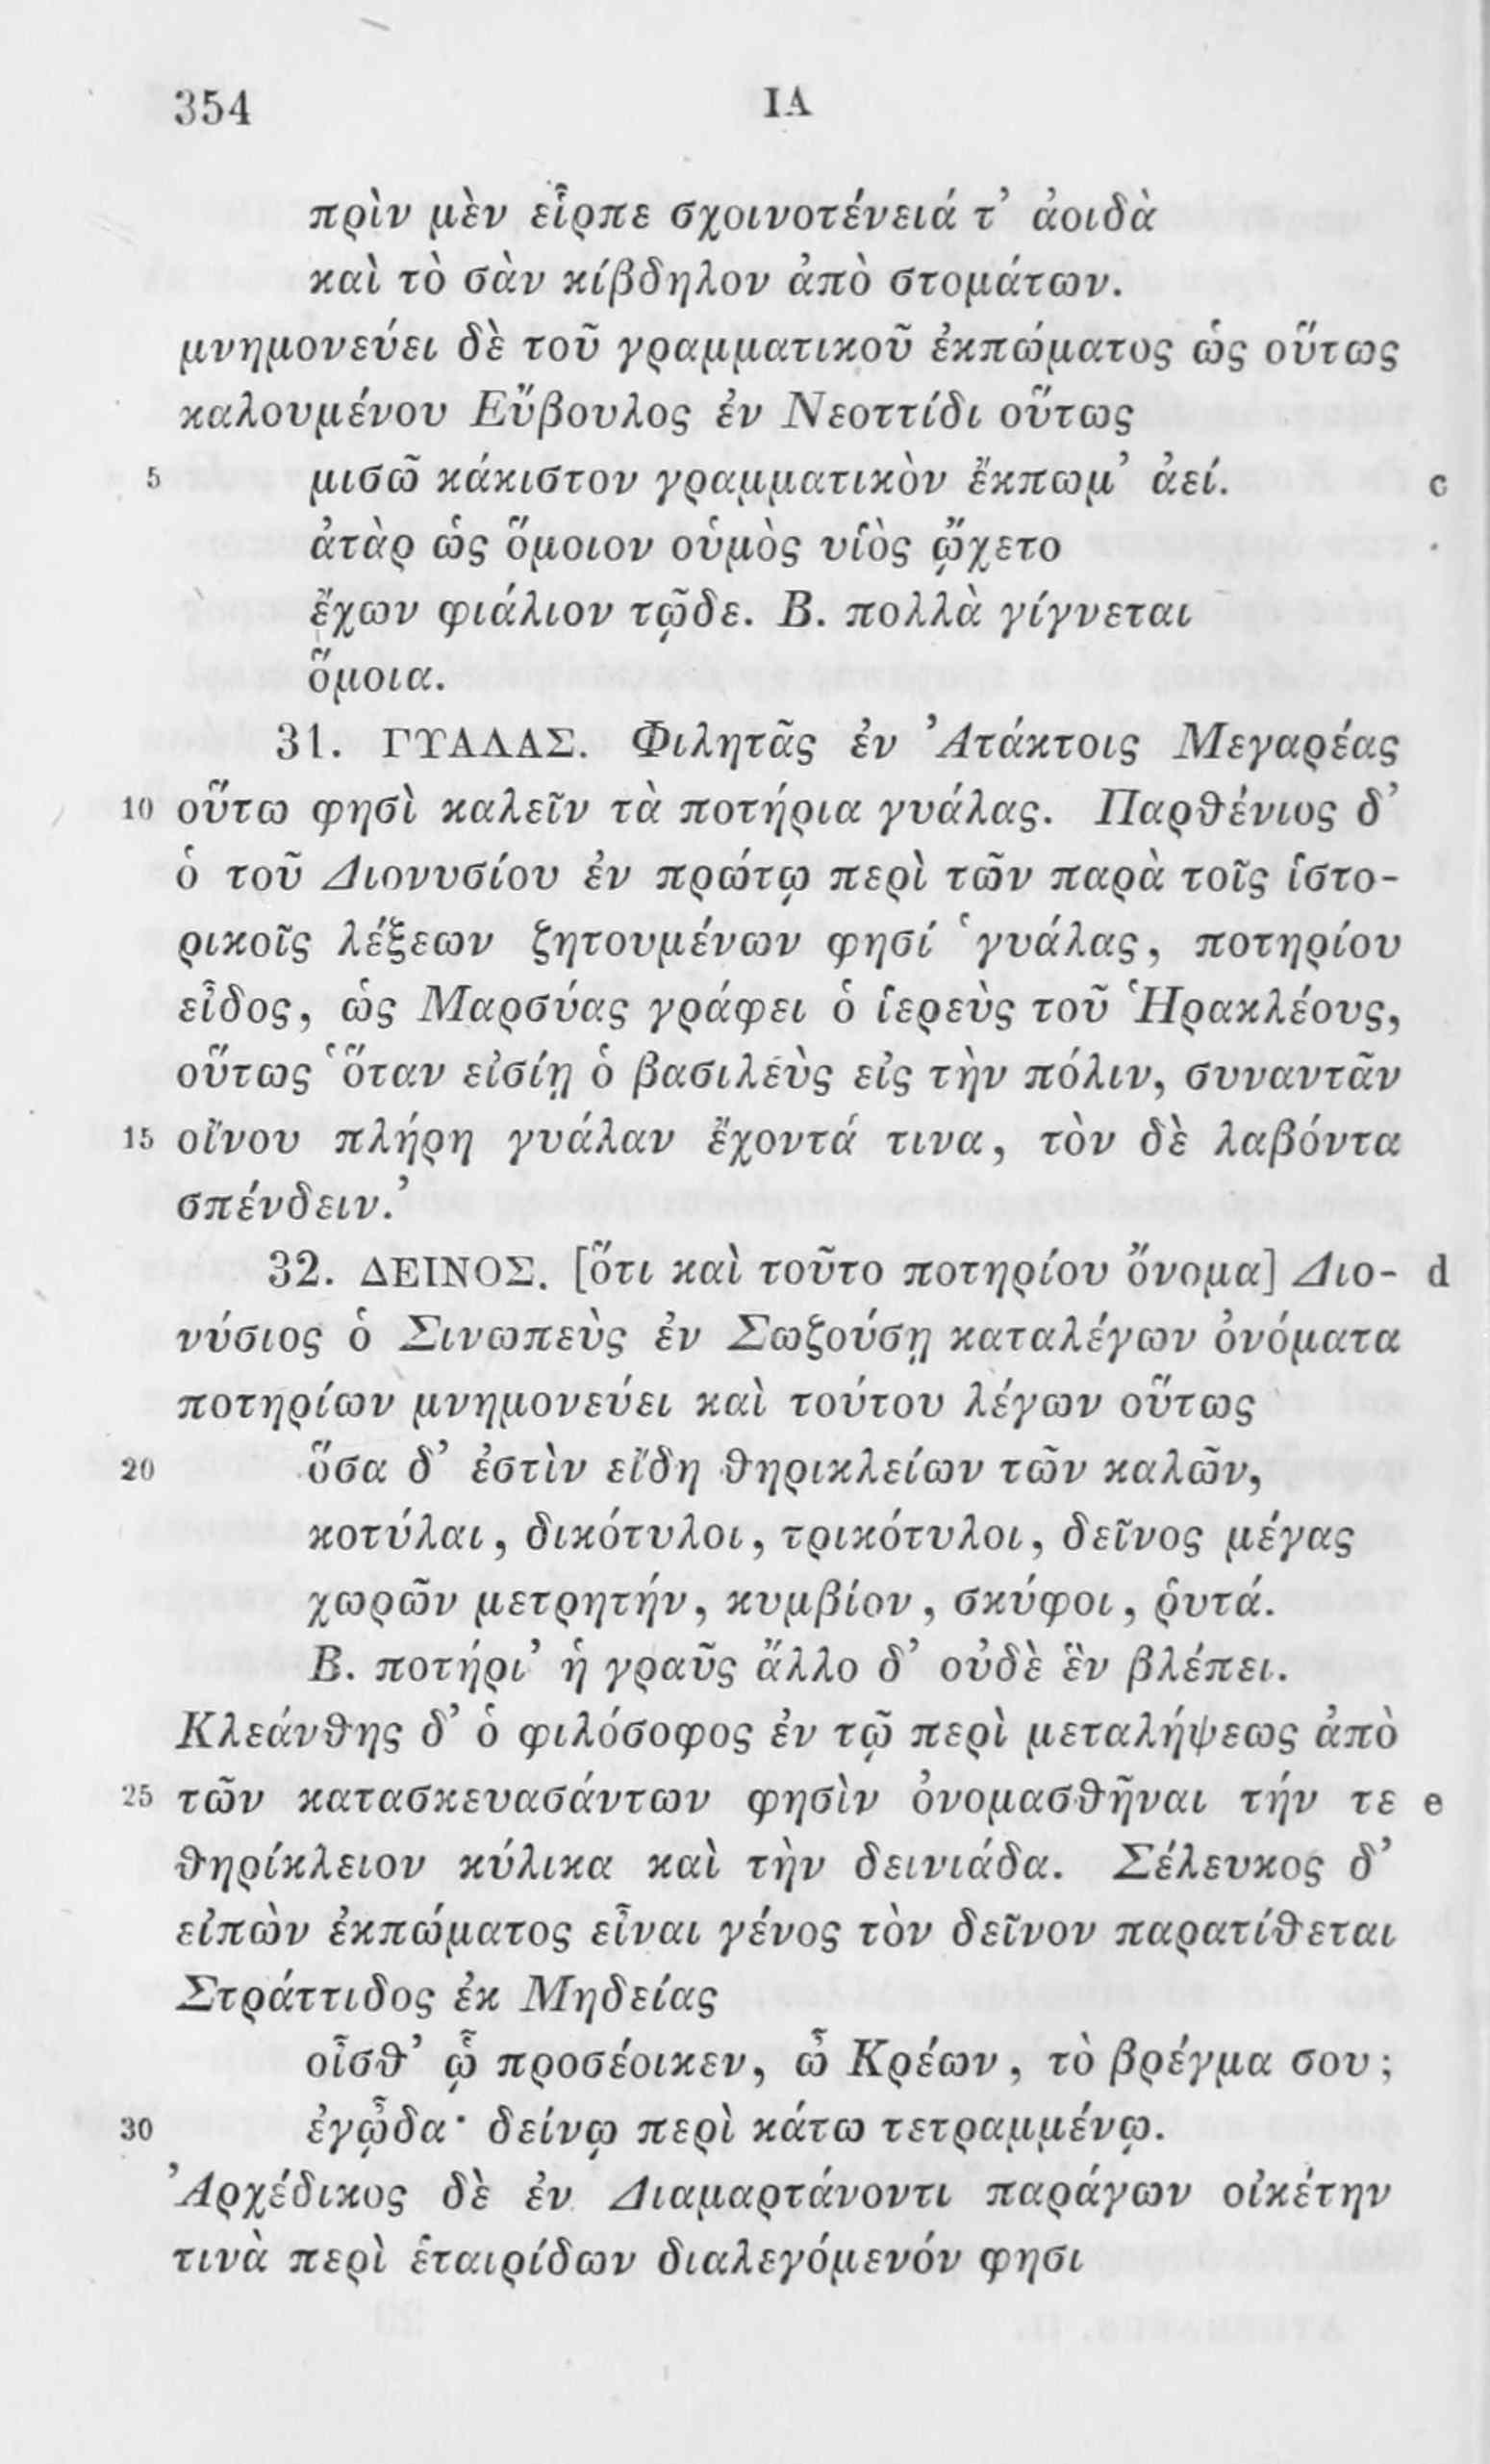 354 ΙΑ
πρὶν μὲν εἷρπε σχοινοτένειά τ’ ἀοιδὰ
καὶ τὸ σὰν κίβδηλον ἀπὸ στομάτων.
μνημονεύει δὲ τοῦ γραμματικοῦ ἐκπώματος ὡς οὕτως
καλουμένου Εὔβουλος ἐν Νεοττίδι οὕτως
5 μισῶ κάκιστον γραμματικὸν ἔκπωμ’ ἀεί. c
ἀτὰρ ὡς ὅμοιον οὑμὸς υἱὸς ᾤχετο
ἔχων φιάλιον τῷδε. Β. πολλὰ γίγνεται
ὅμοια.
31. ΓΥΑΛΑΣ. Φιλητᾶς ἐν Ἀτάκτοις Μεγαρέας
10 οὕτω φησὶ καλεῖν τὰ ποτήρια γυάλας. Παρθένιος δ’
ὁ τοῦ Διονυσίου ἐν πρώτῳ περὶ τῶν παρὰ τοῖς ἱστο-
ρικοῖς λέξεων ζητουμένων φησί ‘γυάλας, ποτηρίου
εἶδος, ὡς Μαρσύας γράφει ὁ ἱερεὺς τοῦ Ἡρακλέους,
οὕτως ‘ὅταν εἰσίῃ ὁ βασιλεὺς εἰς τὴν πόλιν, συναντᾶν
15 οἴνου πλήρη γυάλαν ἔχοντά τινα, τὸν δὲ λαβόντα
σπένδειν.’
32. ΔΕΙΝΟΣ. [ὅτι καὶ τοῦτο ποτηρίου ὄνομα] Διο- d
νύσιος ὁ Σινωπεὺς ἐν Σωζούσῃ καταλέγων ὀνόματα
ποτηρίων μνημονεύει καὶ τούτου λέγων οὕτως
20 ὅσα δ’ ἐστὶν εἴδη θηρικλείων τῶν καλῶν,
κοτύλαι, δικότυλοι, τρικότυλοι, δεῖνος μέγας
χωρῶν μετρητήν, κυμβίον, σκύφοι, ῥυτά.
Β. ποτήρι’ ἡ γραῦς ἄλλο δ’ οὐδὲ ἓν βλέπει.
Κλεάνθης δ’ ὁ φιλόσοφος ἐν τῷ περὶ μεταλήψεως ἀπὸ
25 τῶν κατασκευασάντων φησὶν ὀνομασθῆναι τήν τε e
θηρίκλειον κύλικα καὶ τὴν δεινιάδα. Σέλευκος δ’
εἰπὼν ἐκπώματος εἶναι γένος τὸν δεῖνον παρατίθεται
Στράττιδος ἐκ Μηδείας
οἶσθ’ ᾧ προσέοικεν, ὦ Κρέων, τὸ βρέγμα σου;
30 ἐγᾦδα· δείνῳ περὶ κάτω τετραμμένῳ.
Ἀρχέδικος δὲ ἐν Διαμαρτάνοντι παράγων οἰκέτην
τινὰ περὶ ἑταιρίδων διαλεγόμενόν φησι